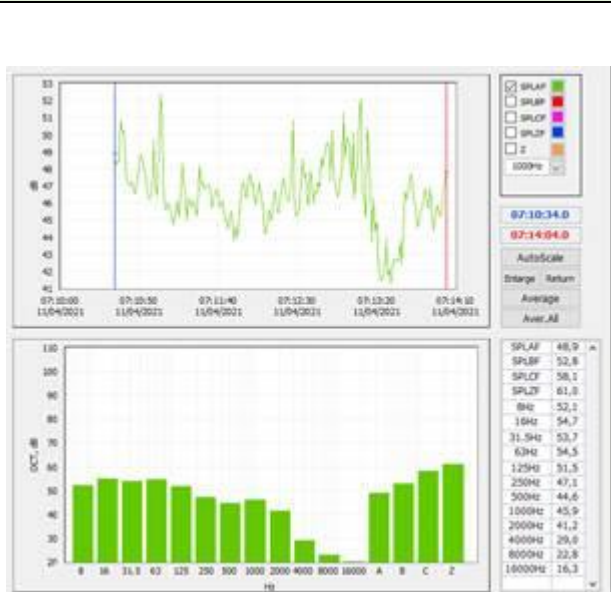 53
52
51
50
49
48
47
46
45
44
43
42
41
dB
07:10:00 07:10:50 07:11:40 07:12:30 07:13:20 07:14:10
11/04/2021 11/04/2021 11/04/2021 11/04/2021 11/04/2021 11/04/2021
SPLAF
SPLBF
SPLCF
SPLZF
Z
1000Hz
07:10:34.0
07:14:04.0
AutoScale
Enlarge Return
Average
Aver.All
110
100
90
80
70
60
50
40
30
20
OCT, dB
8 16 31,5 63 125 250 500 1000 2000 4000 8000 16000 A B C Z
Hz
SPLAF 48,9
SPLBF 52,8
SPLCF 58,1
SPLZF 61,0
8Hz 52,1
16Hz 54,7
31.5Hz 53,7
63Hz 54,5
125Hz 51,5
250Hz 47,1
500Hz 44,6
1000Hz 45,9
2000Hz 41,2
4000Hz 29,0
8000Hz 22,8
16000Hz 16,3